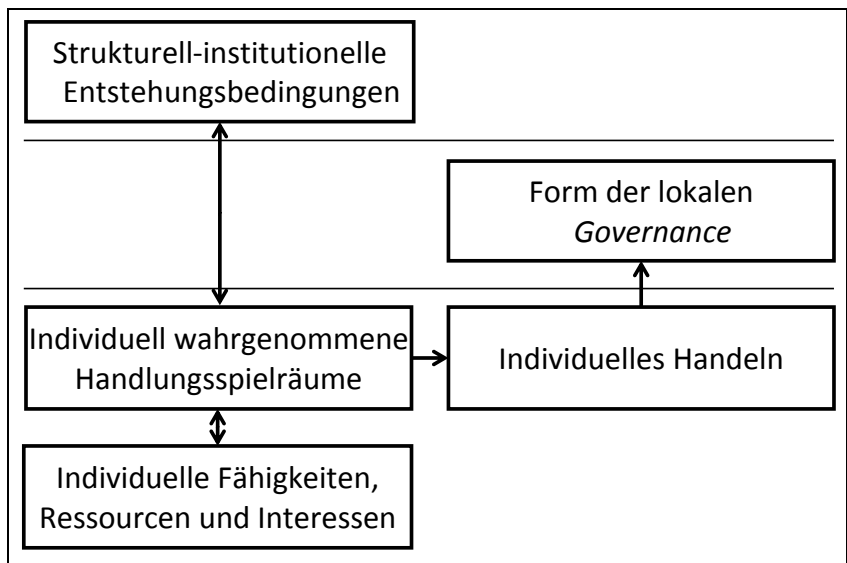 Strukturell-institutionelle
Entstehungsbedingungen
Form der lokalen
Governance
Individuell wahrgenommene
Handlungsspielräume
Individuelles Handeln
Individuelle Fähigkeiten,
Ressourcen und Interessen